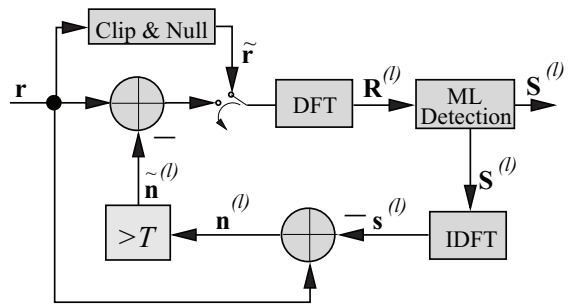 Clip & Null
r̃
r
DFT
R^(l)
ML
Detection
S^(l)
S^(l)
ñ^(l)
>T
n^(l)
s^(l)
IDFT